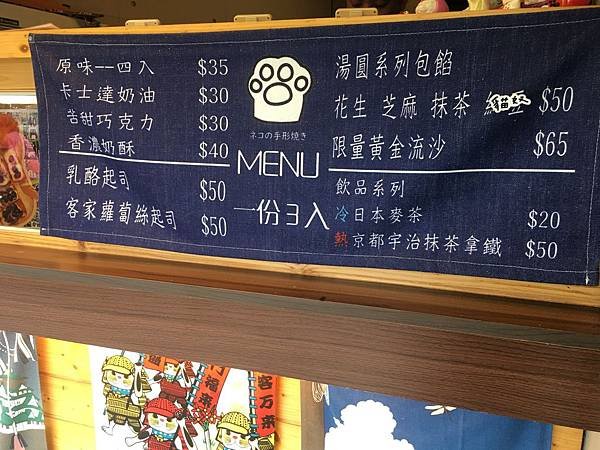 原味--四入 $35
卡士達奶油 $30
苦甜巧克力 $30
香濃奶酥 $40
乳酪起司 $50
客家蘿蔔絲起司 $50
ネコの手形焼き
MENU
一份3入
湯圓系列包餡
花生 芝麻 抹茶 $50
限量黃金流沙 $65
飲品系列
冷日本麥茶 $20
熱京都宇治抹茶拿鐵 $50
客万来